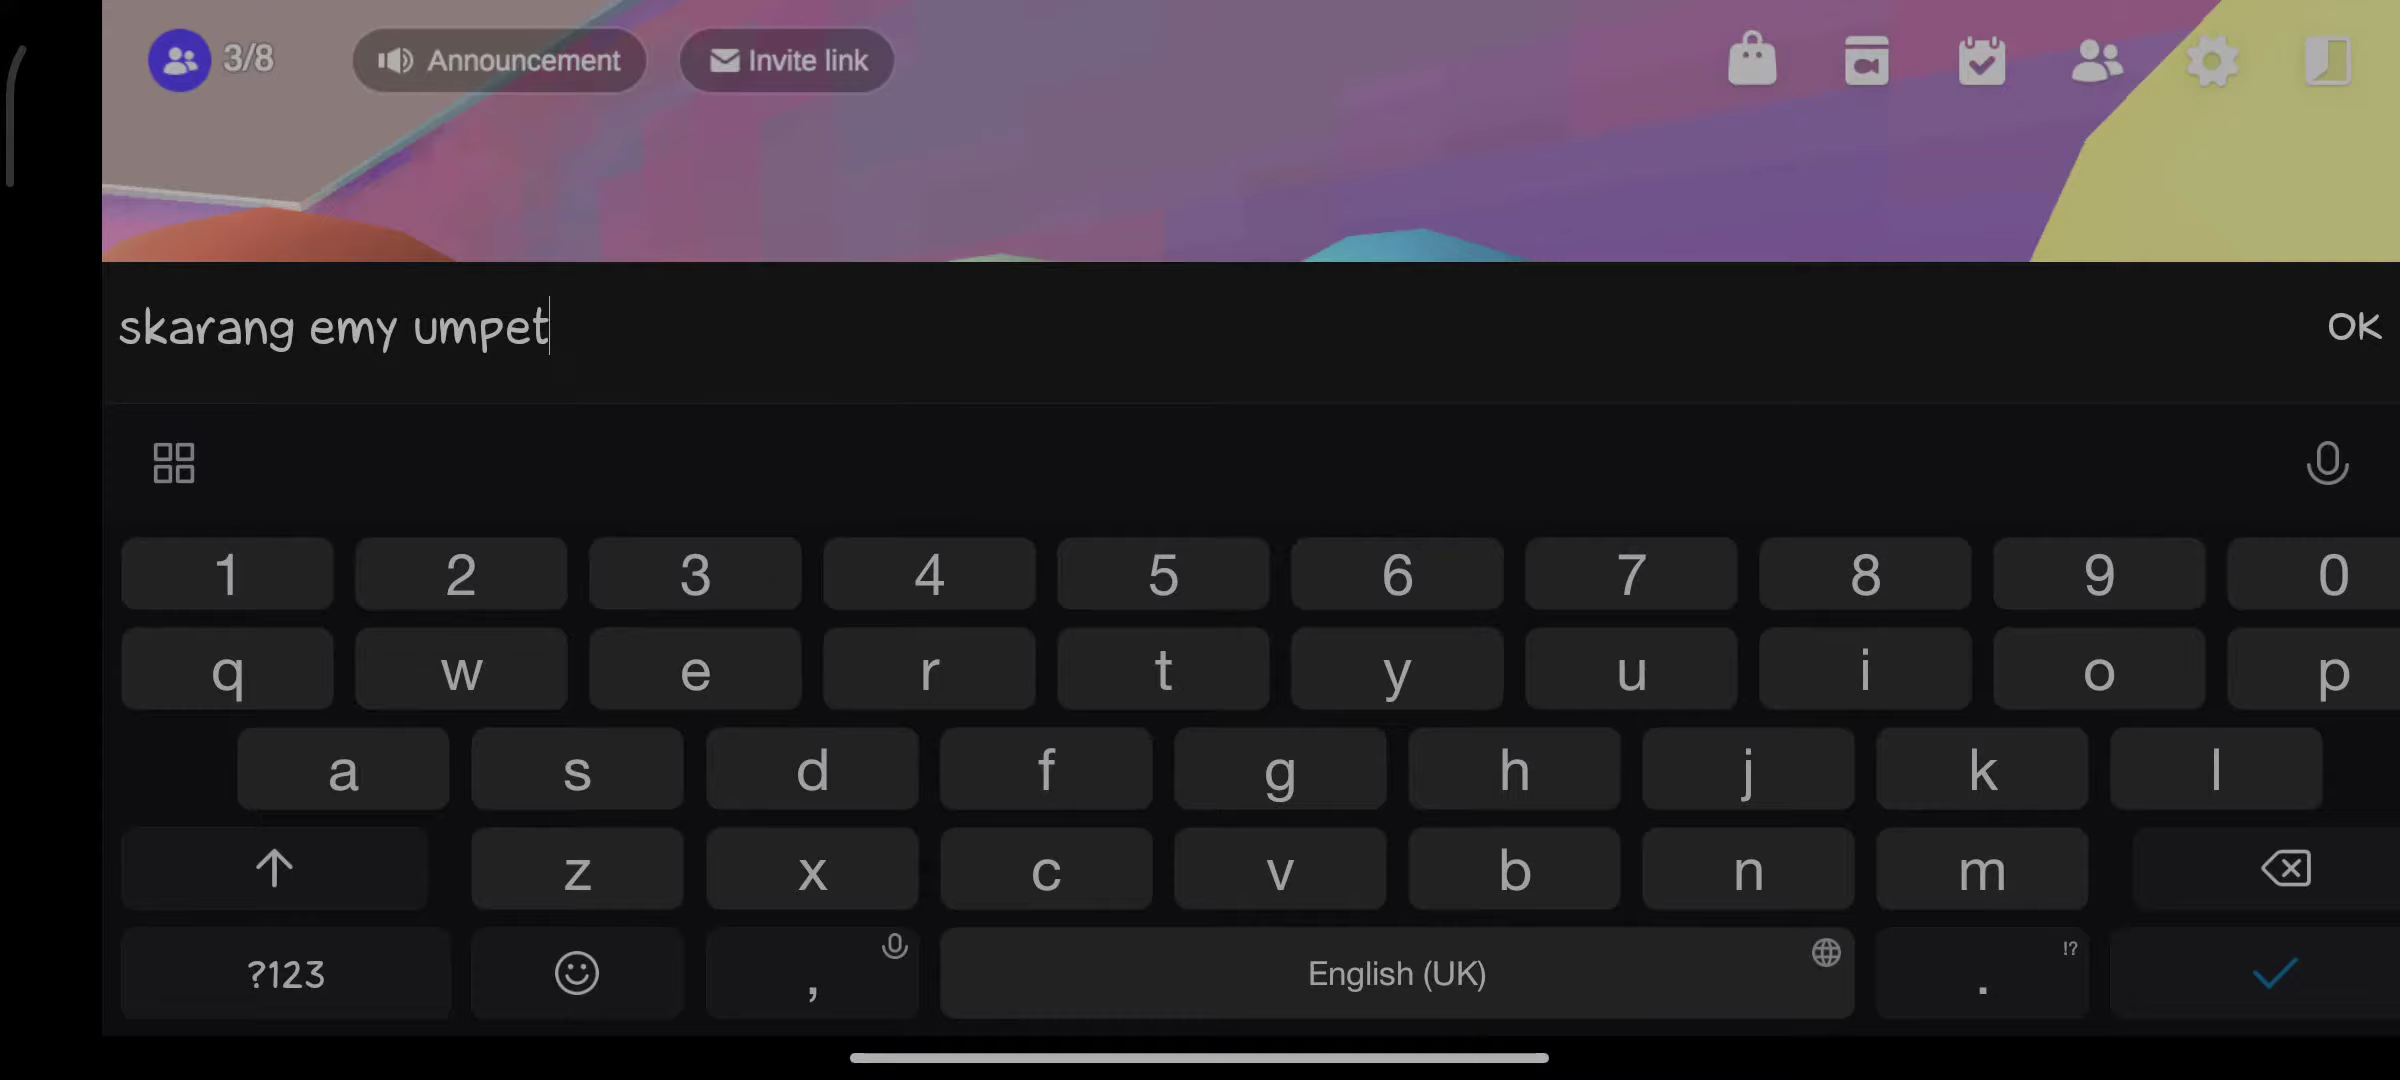 3/8 Announcement Invite link
skarang emy umpet OK
1 2 3 4 5 6 7 8 9 0
q w e r t y u i o p
a s d f g h j k l
z x c v b n m
?123 , English (UK) . !?